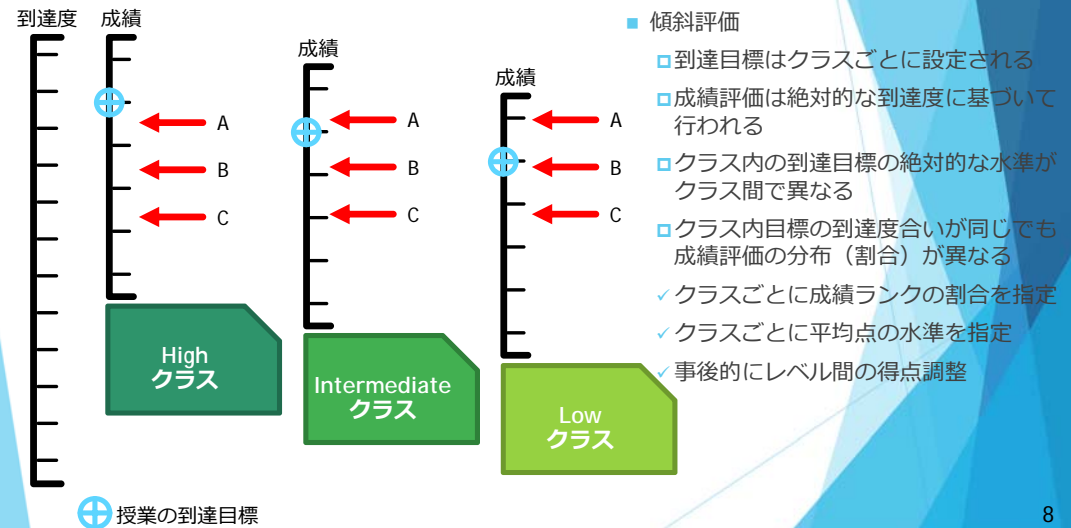 到達度
成績
成績
成績
A
B
C
A
B
C
A
B
C
High
クラス
Intermediate
クラス
Low
クラス
授業の到達目標
傾斜評価
到達目標はクラスごとに設定される
成績評価は絶対的な到達度に基づいて
行われる
クラス内の到達目標の絶対的な水準が
クラス間で異なる
クラス内目標の到達度合いが同じでも
成績評価の分布（割合）が異なる
✓クラスごとに成績ランクの割合を指定
✓クラスごとに平均点の水準を指定
✓事後的にレベル間の得点調整
8